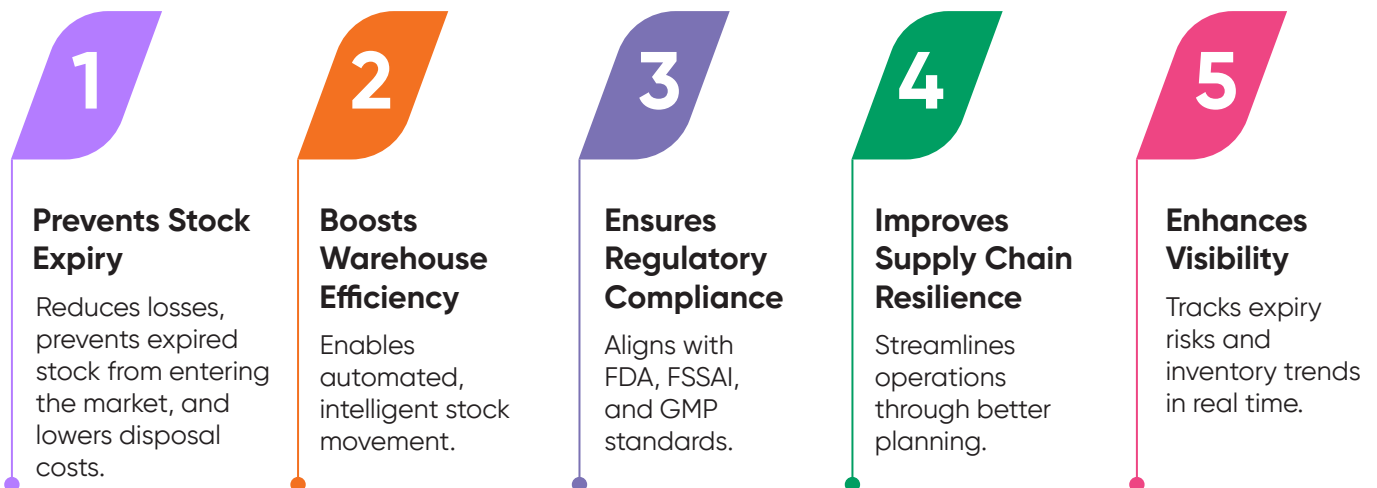 1
Prevents Stock
Expiry
Reduces losses,
prevents expired
stock from entering
the market, and
lowers disposal
costs.
2
Boosts
Warehouse
Efficiency
Enables
automated,
intelligent stock
movement.
3
Ensures
Regulatory
Compliance
Aligns with
FDA, FSSAI,
and GMP
standards.
4
Improves
Supply Chain
Resilience
Streamlines
operations
through better
planning.
5
Enhances
Visibility
Tracks expiry
risks and
inventory trends
in real time.